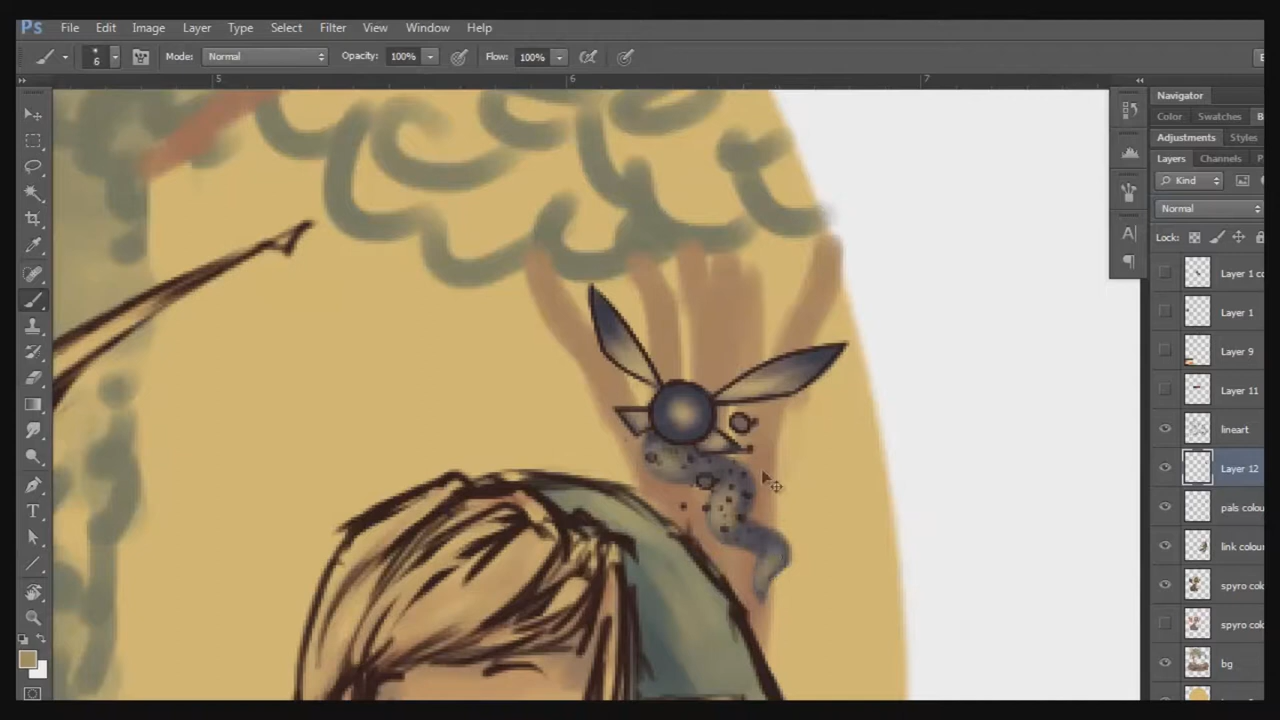 Ps File Edit Image Layer Type Select Filter View Window Help
6 Mode: Normal Opacity: 100% Flow: 100%
5 6 7
Navigator
Color Swatches B
Adjustments Styles
Layers Channels P
Kind
Normal
Lock:
Layer 1 co
Layer 1
Layer 9
Layer 11
lineart
Layer 12
pals colou
link colou
spyro colo
spyro colo
bg